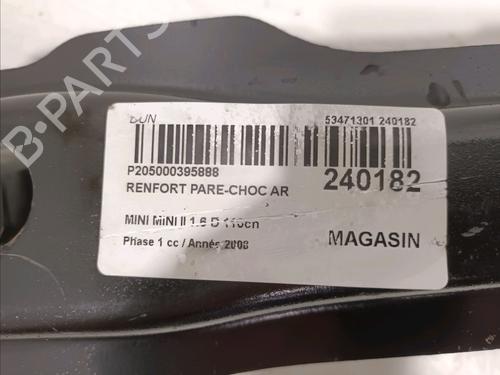 DUN 53471301 240182
P205000395888
RENFORT PARE-CHOC AR 240182
MINI MINI II 1.6 D 110ch
Phase 1 cc / Année 2008 MAGASIN
B-PARTS